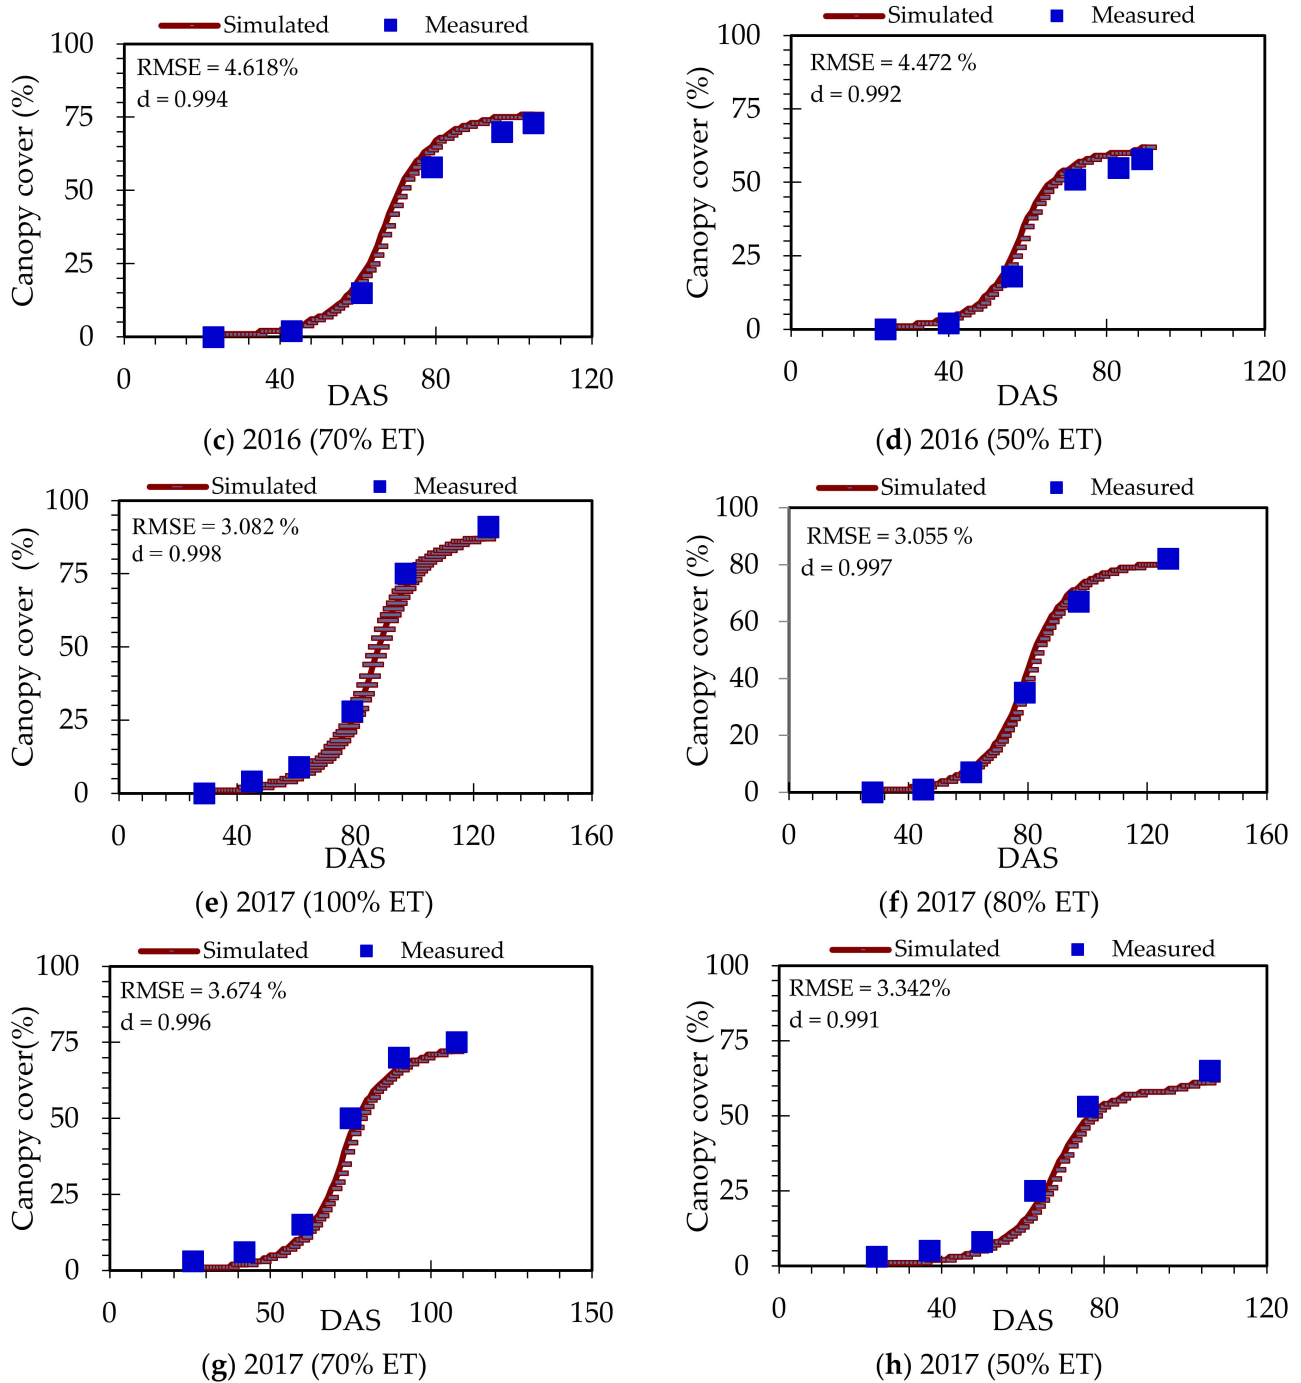 Simulated Measured
100
75
50
25
0
Canopy cover (%)
RMSE = 4.618%
d = 0.994
0 40 80 120
DAS
(c) 2016 (70% ET)
Simulated Measured
100
75
50
25
0
Canopy cover (%)
RMSE = 4.472 %
d = 0.992
0 40 80 120
DAS
(d) 2016 (50% ET)
Simulated Measured
100
75
50
25
0
Canopy cover (%)
RMSE = 3.082 %
d = 0.998
0 40 80 120 160
DAS
(e) 2017 (100% ET)
Simulated Measured
100
80
60
40
20
0
Canopy cover (%)
RMSE = 3.055 %
d = 0.997
0 40 80 120 160
DAS
(f) 2017 (80% ET)
Simulated Measured
100
75
50
25
0
Canopy cover(%)
RMSE = 3.674 %
d = 0.996
0 50 100 150
DAS
(g) 2017 (70% ET)
Simulated Measured
100
75
50
25
0
Canopy cover (%)
RMSE = 3.342%
d = 0.991
0 40 80 120
DAS
(h) 2017 (50% ET)